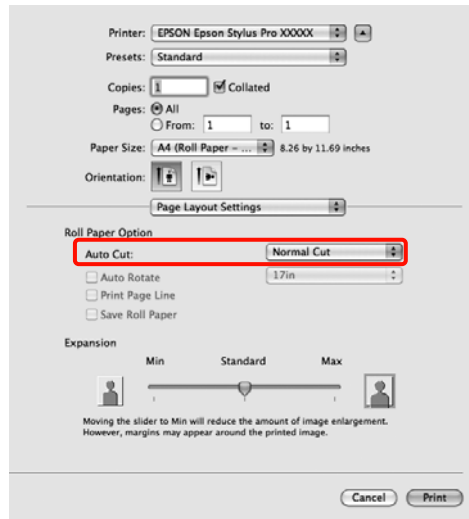 Printer: EPSON Epson Stylus Pro XXXXX
Presets: Standard
Copies: 1 Collated
Pages: All
From: 1 to: 1
Paper Size: A4 (Roll Paper – ... 8.26 by 11.69 inches
Orientation:
Page Layout Settings
Roll Paper Option
Auto Cut: Normal Cut
Auto Rotate 17in
Print Page Line
Save Roll Paper
Expansion
Min Standard Max
Moving the slider to Min will reduce the amount of image enlargement.
However, margins may appear around the printed image.
Cancel Print